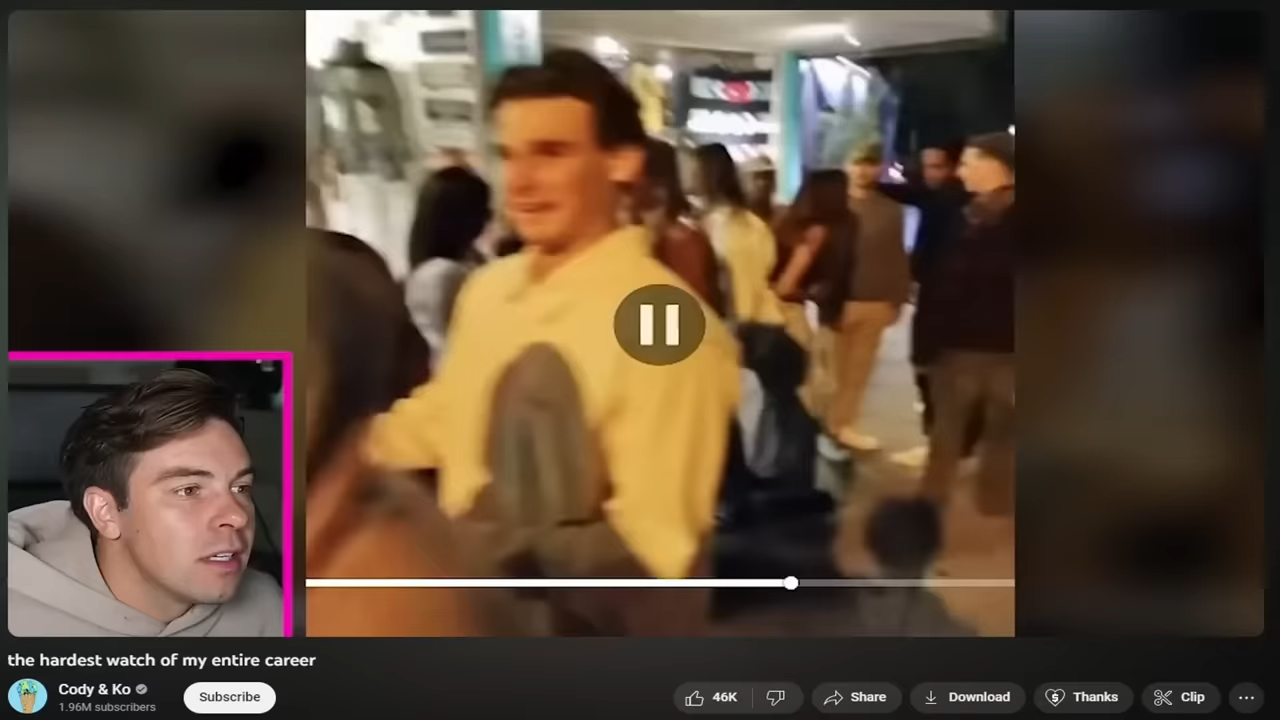 the hardest watch of my entire career
Cody & Ko
1.96M subscribers
Subscribe
46K
Share
Download
Thanks
Clip